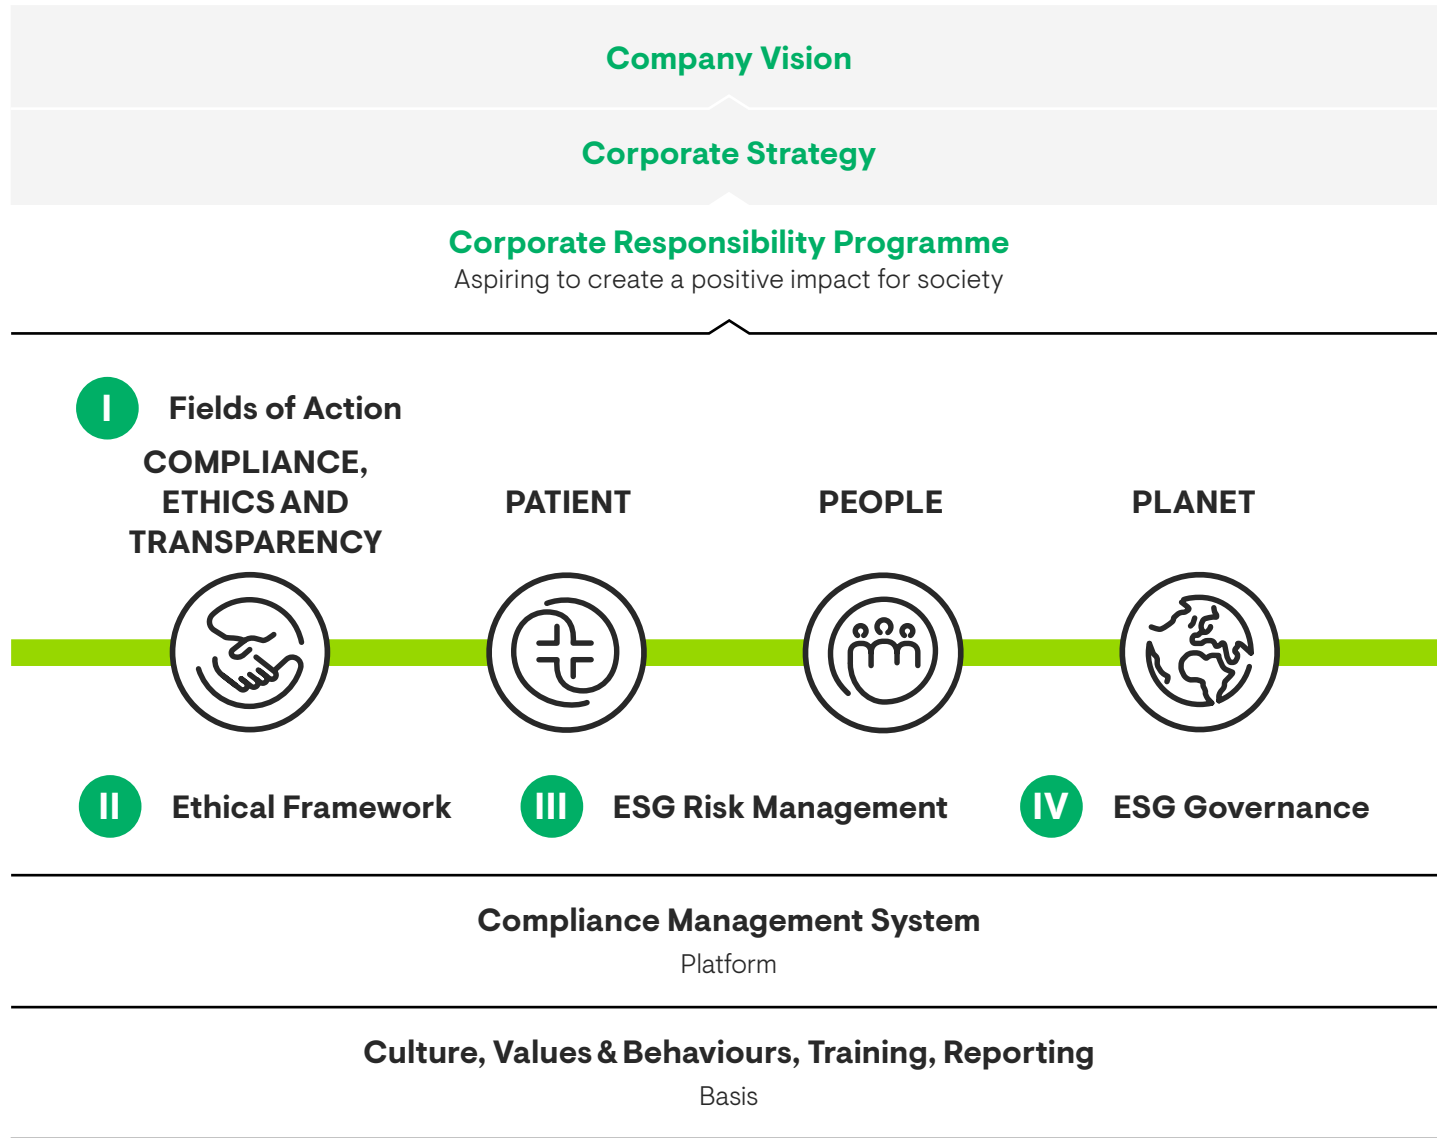 Company Vision
Corporate Strategy
Corporate Responsibility Programme
Aspiring to create a positive impact for society
I Fields of Action
COMPLIANCE,
ETHICS AND
TRANSPARENCY
PATIENT
PEOPLE
PLANET
II Ethical Framework
III ESG Risk Management
IV ESG Governance
Compliance Management System
Platform
Culture, Values & Behaviours, Training, Reporting
Basis